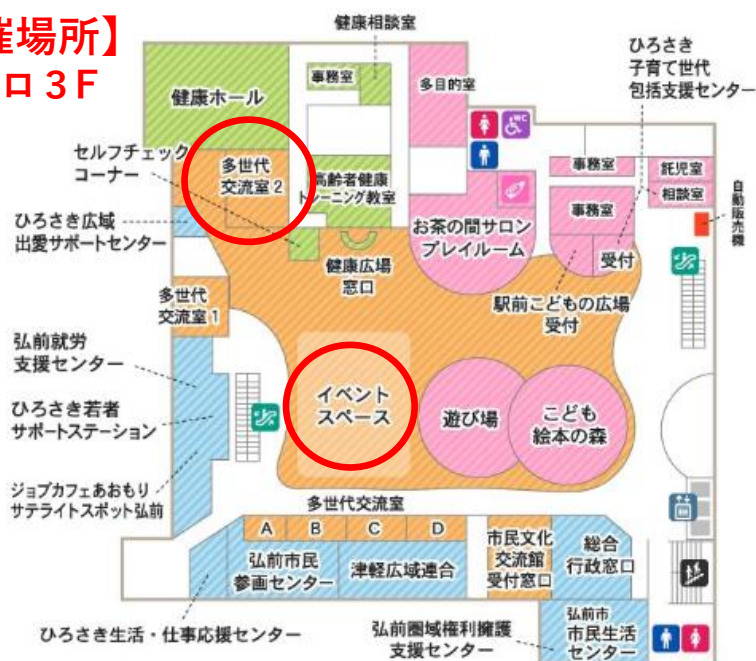 催場所】
ロ 3F
健康相談室
健康ホール
事務室
多目的室
ひろさき
子育て世代
包括支援センター
セルフチェック
コーナー
多世代
交流室2
高齢者健康
トレーニング教室
お茶の間サロン
プレイルーム
WC
事務室
事務室
託児室
相談室
受付
自動販売機
ひろさき広域
出愛サポートセンター
健康広場
窓口
駅前こどもの広場
受付
多世代
交流室1
弘前就労
支援センター
ひろさき若者
サポートステーション
ジョブカフェあおもり
サテライトスポット弘前
イベント
スペース
遊び場
こども
絵本の森
多世代交流室
A B C D
弘前市民
参画センター
津軽広域連合
市民文化
交流館
受付窓口
総合
行政窓口
ひろさき生活・仕事応援センター
弘前圏域権利擁護
支援センター
弘前市
市民生活
センター